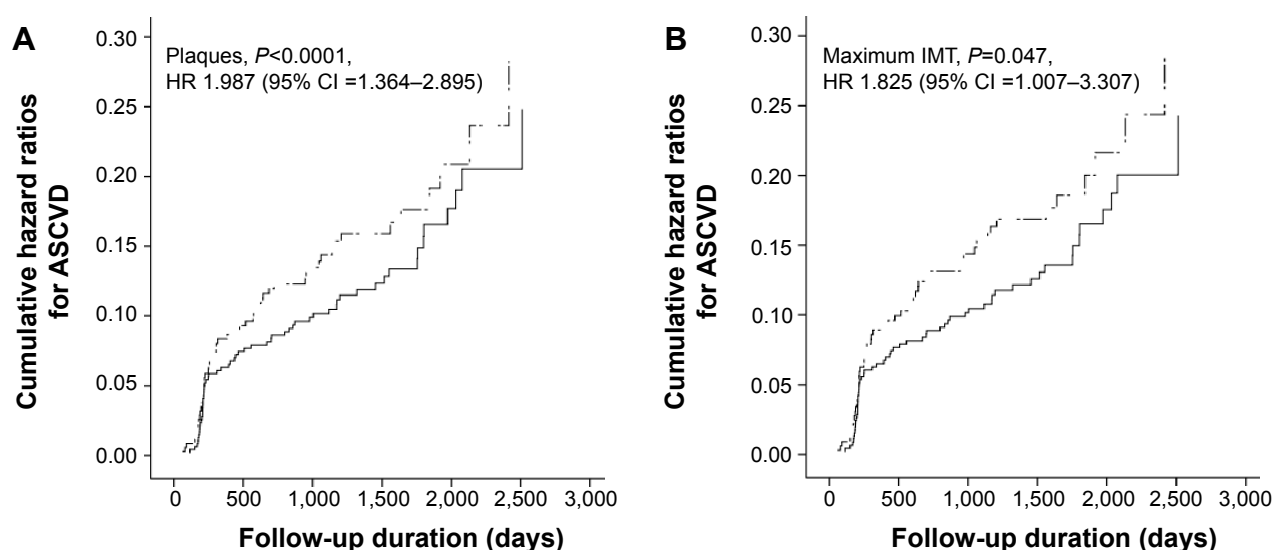 A
Plaques, P<0.0001,
HR 1.987 (95% CI =1.364–2.895)
Cumulative hazard ratios
for ASCVD
0.30
0.25
0.20
0.15
0.10
0.05
0.00
0 500 1,000 1,500 2,000 2,500 3,000
Follow-up duration (days)
B
Maximum IMT, P=0.047,
HR 1.825 (95% CI =1.007–3.307)
Cumulative hazard ratios
for ASCVD
0.30
0.25
0.20
0.15
0.10
0.05
0.00
0 500 1,000 1,500 2,000 2,500 3,000
Follow-up duration (days)